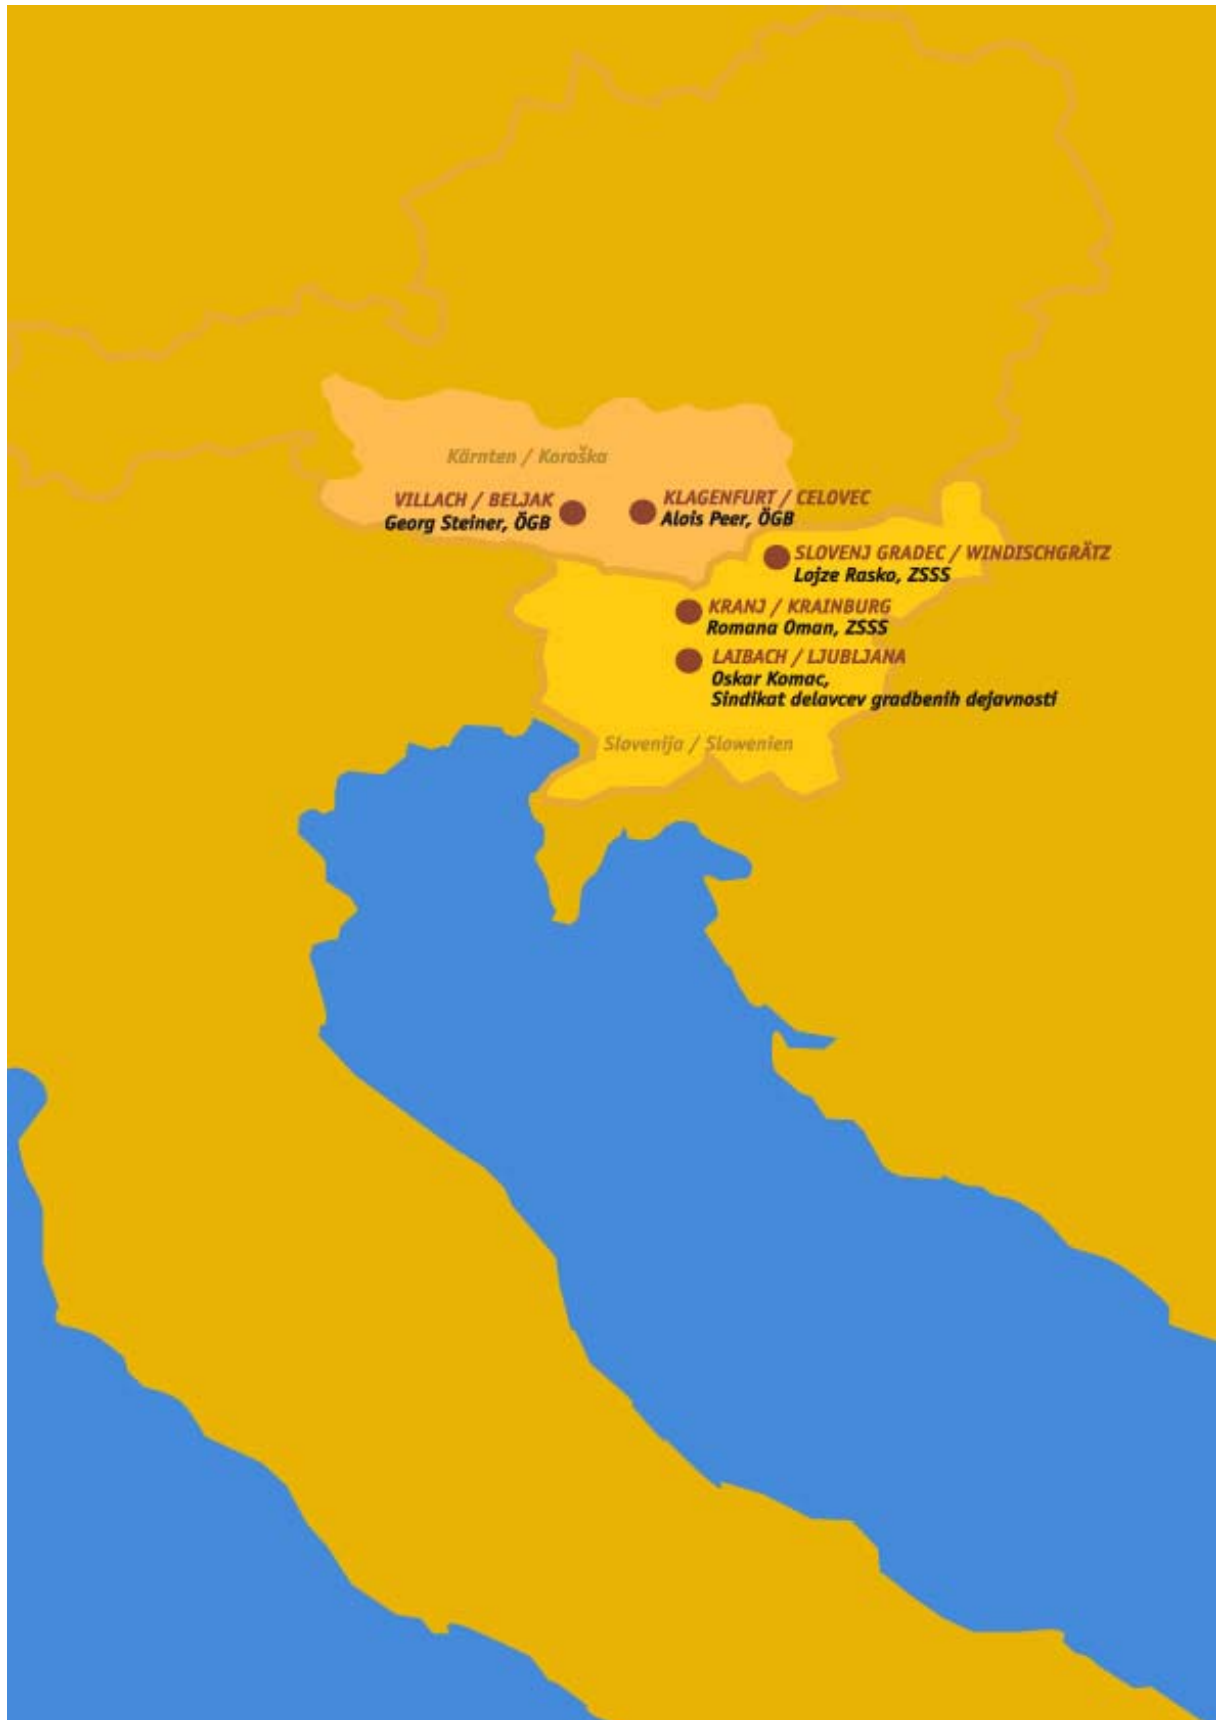 Kärnten / Koroška
VILLACH / BELJAK
Georg Steiner, ÖGB
KLAGENFURT / CELOVEC
Alois Peer, ÖGB
SLOVENJ GRADEC / WINDISCHGRÄTZ
Lojze Rasko, ZSSS
KRANJ / KRAINBURG
Romana Oman, ZSSS
LAIBACH / LJUBLJANA
Oskar Komac,
Sindikat delavcev gradbenih dejavnosti
Slovenija / Slowenien